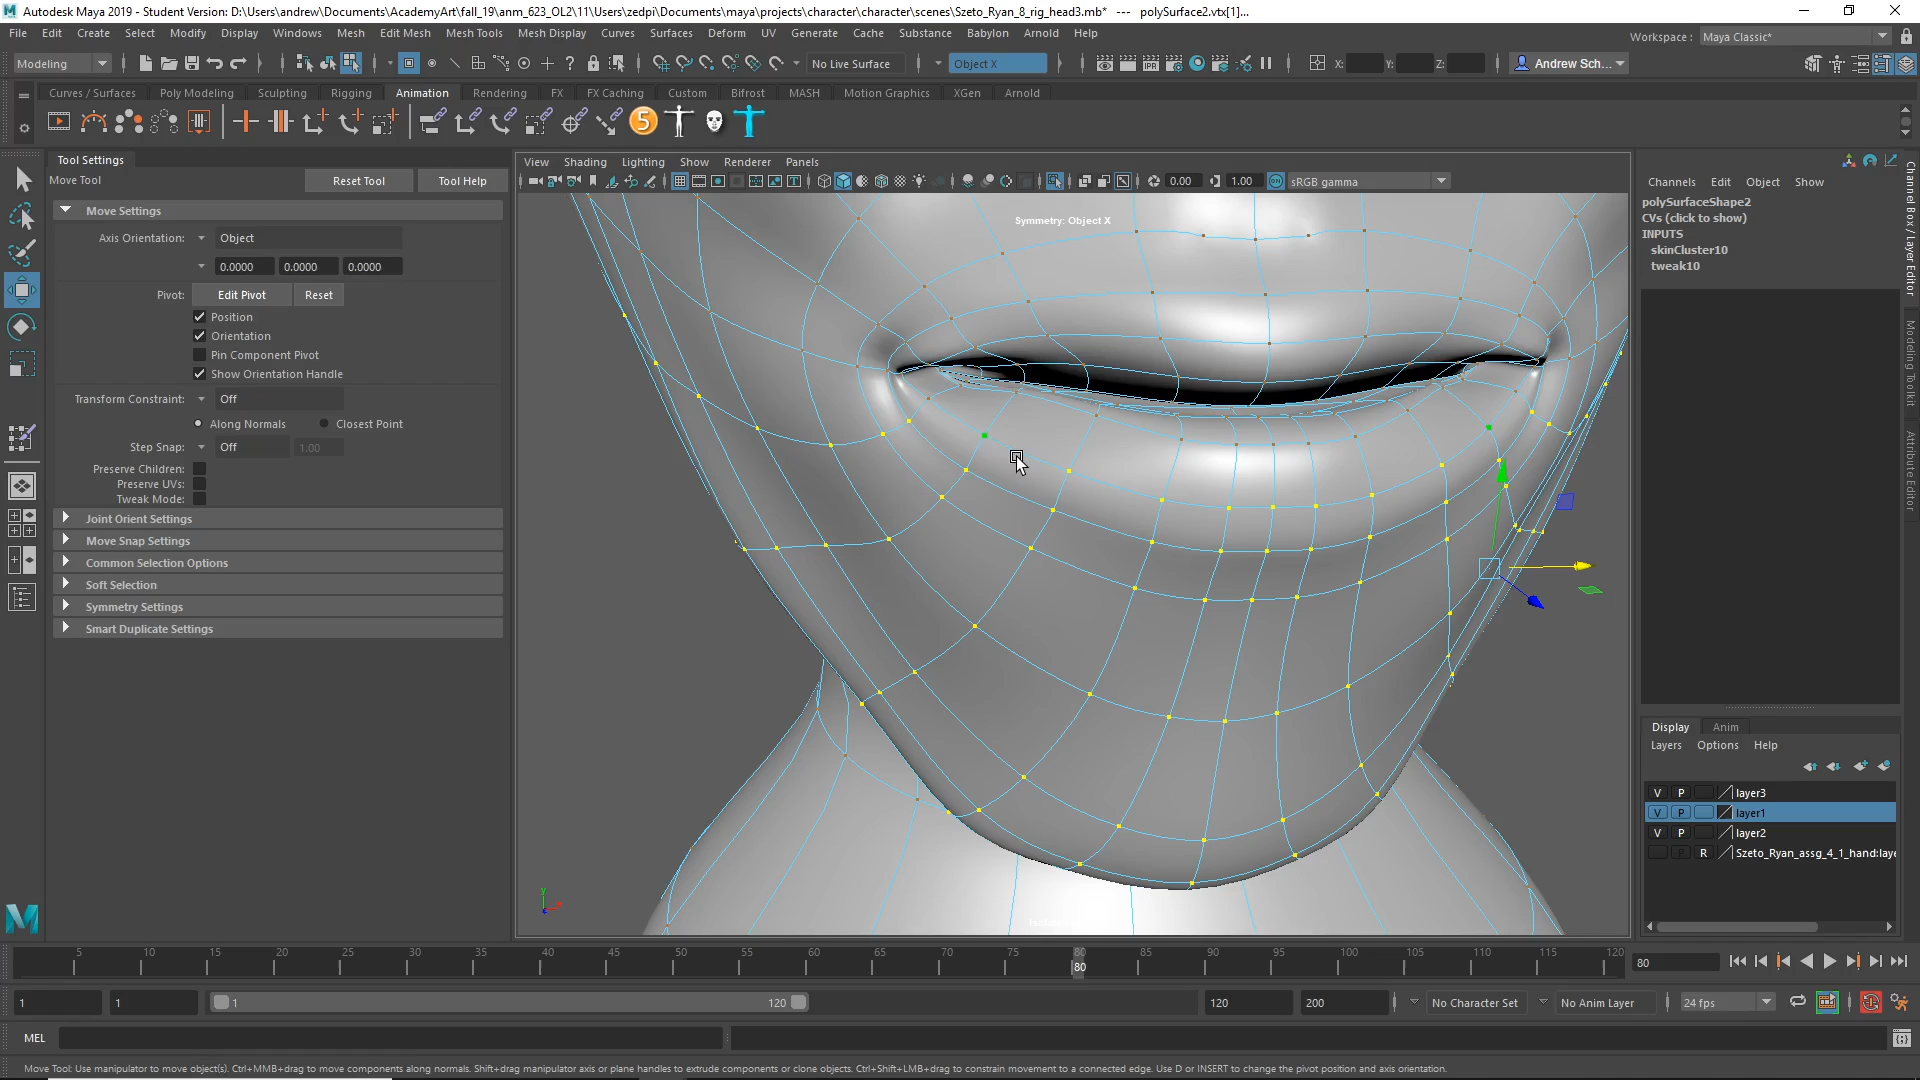 Autodesk Maya 2019 - Student Version: D:\Users\andrew\Documents\AcademyArt\fall_19\anm_623_OL2\11\Users\zedpi\Documents\maya\projects\character\character\scenes\Szeto_Ryan_8_rig_head3.mb* --- polySurface2.vtx[1]...
File Edit Create Select Modify Display Windows Mesh Edit Mesh Mesh Tools Mesh Display Curves Surfaces Deform UV Generate Cache Substance Babylon Arnold Help
Workspace : Maya Classic*
Modeling No Live Surface Object X X: Y: Z: Andrew Sch...
Curves / Surfaces Poly Modeling Sculpting Rigging Animation Rendering FX FX Caching Custom Bifrost MASH Motion Graphics XGen Arnold
5
Tool Settings
Move Tool Reset Tool Tool Help
Move Settings
Axis Orientation: Object
0.0000 0.0000 0.0000
Pivot: Edit Pivot Reset
Position
Orientation
Pin Component Pivot
Show Orientation Handle
Transform Constraint: Off
Along Normals Closest Point
Step Snap: Off 1.00
Preserve Children:
Preserve UVs:
Tweak Mode:
Joint Orient Settings
Move Snap Settings
Common Selection Options
Soft Selection
Symmetry Settings
Smart Duplicate Settings
View Shading Lighting Show Renderer Panels
0.00 1.00 ON sRGB gamma
Symmetry: Object X
y
Channels Edit Object Show
polySurfaceShape2
CVs (click to show)
INPUTS
skinCluster10
tweak10
Channel Box / Layer Editor
Modeling Toolkit
Attribute Editor
Display Anim
Layers Options Help
V P layer3
V P layer1
V P layer2
P R Szeto_Ryan_assg_4_1_hand:laye
5 10 15 20 25 30 35 40 45 50 55 60 65 70 75 80 85 90 95 100 105 110 115 120
80 80
1 1 1 120 120 200 No Character Set No Anim Layer 24 fps
MEL
Move Tool: Use manipulator to move object(s). Ctrl+MMB+drag to move components along normals. Shift+drag manipulator axis or plane handles to extrude components or clone objects. Ctrl+Shift+LMB+drag to constrain movement to a connected edge. Use D or INSERT to change the pivot position and axis orientation.